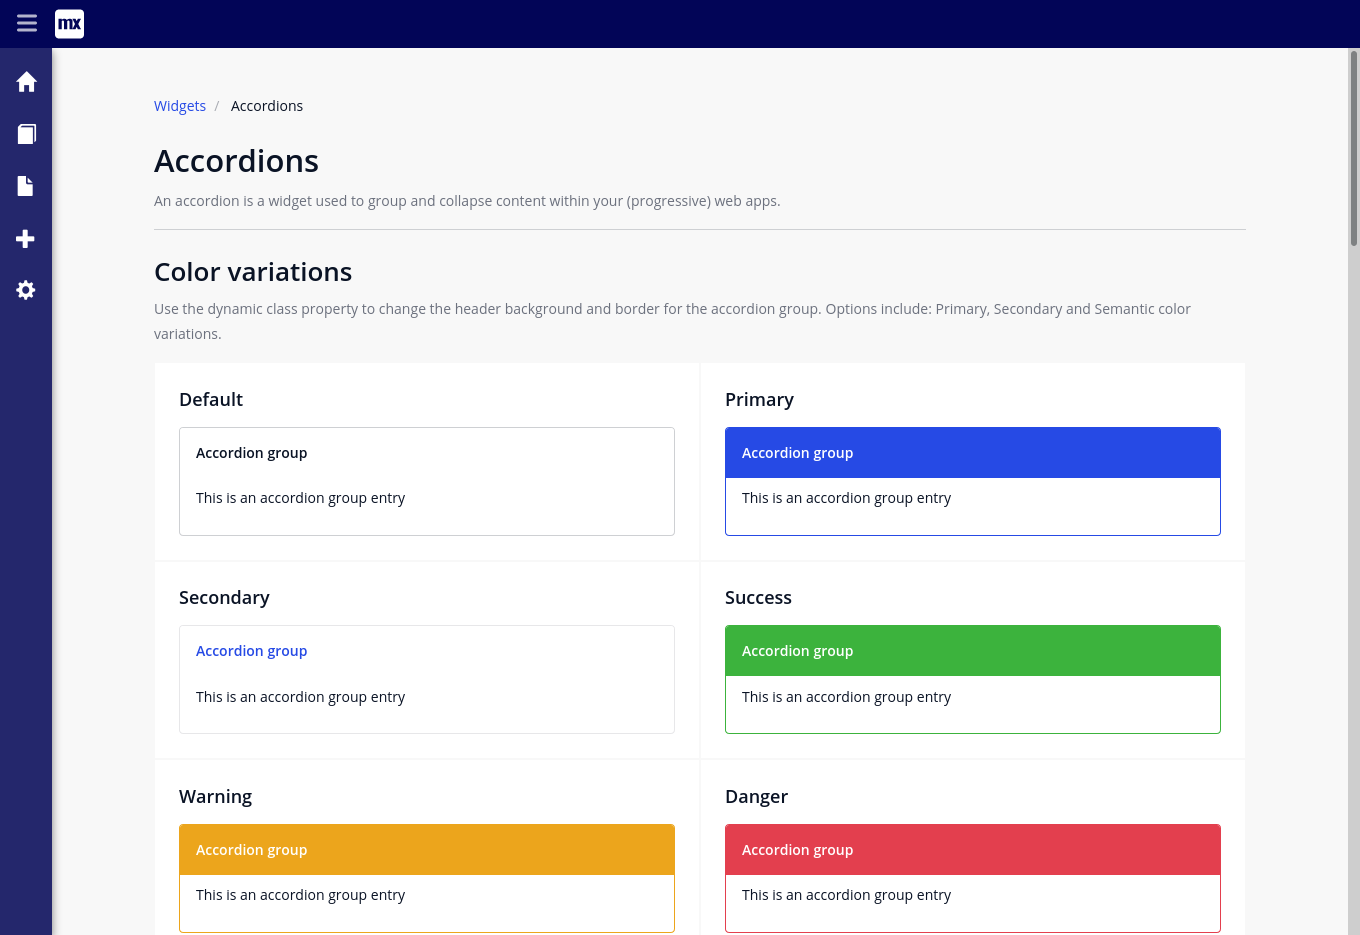 mx
Widgets / Accordions
Accordions
An accordion is a widget used to group and collapse content within your (progressive) web apps.
Color variations
Use the dynamic class property to change the header background and border for the accordion group. Options include: Primary, Secondary and Semantic color
variations.
Default
Accordion group
This is an accordion group entry
Primary
Accordion group
This is an accordion group entry
Secondary
Accordion group
This is an accordion group entry
Success
Accordion group
This is an accordion group entry
Warning
Accordion group
This is an accordion group entry
Danger
Accordion group
This is an accordion group entry